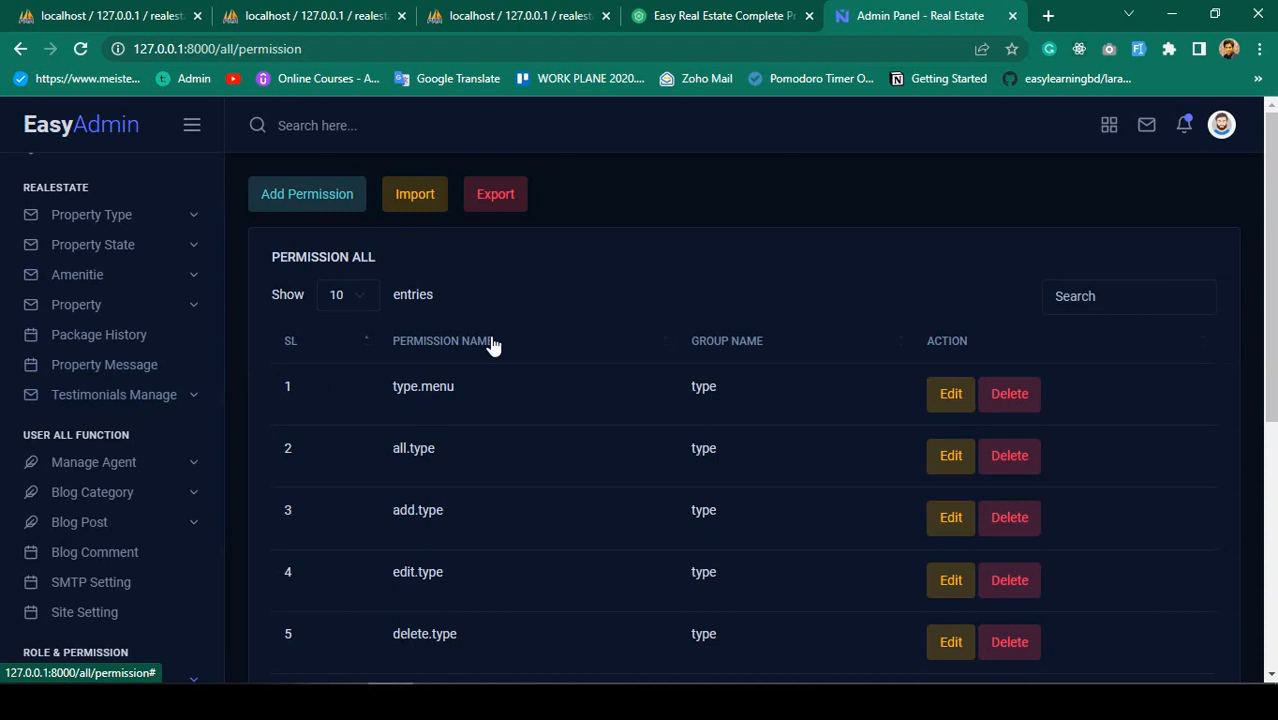 localhost / 127.0.0.1 / realest
localhost / 127.0.0.1 / realest
localhost / 127.0.0.1 / realest
Easy Real Estate Complete Pr
Admin Panel - Real Estate
127.0.0.1:8000/all/permission
https://www.meiste...
Admin
Online Courses - A...
Google Translate
WORK PLANE 2020....
Zoho Mail
Pomodoro Timer O...
Getting Started
easylearningbd/lara...
»
EasyAdmin
Search here...
REALESTATE
Property Type
Property State
Amenitie
Property
Package History
Property Message
Testimonials Manage
USER ALL FUNCTION
Manage Agent
Blog Category
Blog Post
Blog Comment
SMTP Setting
Site Setting
ROLE & PERMISSION
127.0.0.1:8000/all/permission#
Add Permission Import Export
PERMISSION ALL
Show 10 entries
Search
SL PERMISSION NAME GROUP NAME ACTION
1 type.menu type Edit Delete
2 all.type type Edit Delete
3 add.type type Edit Delete
4 edit.type type Edit Delete
5 delete.type type Edit Delete